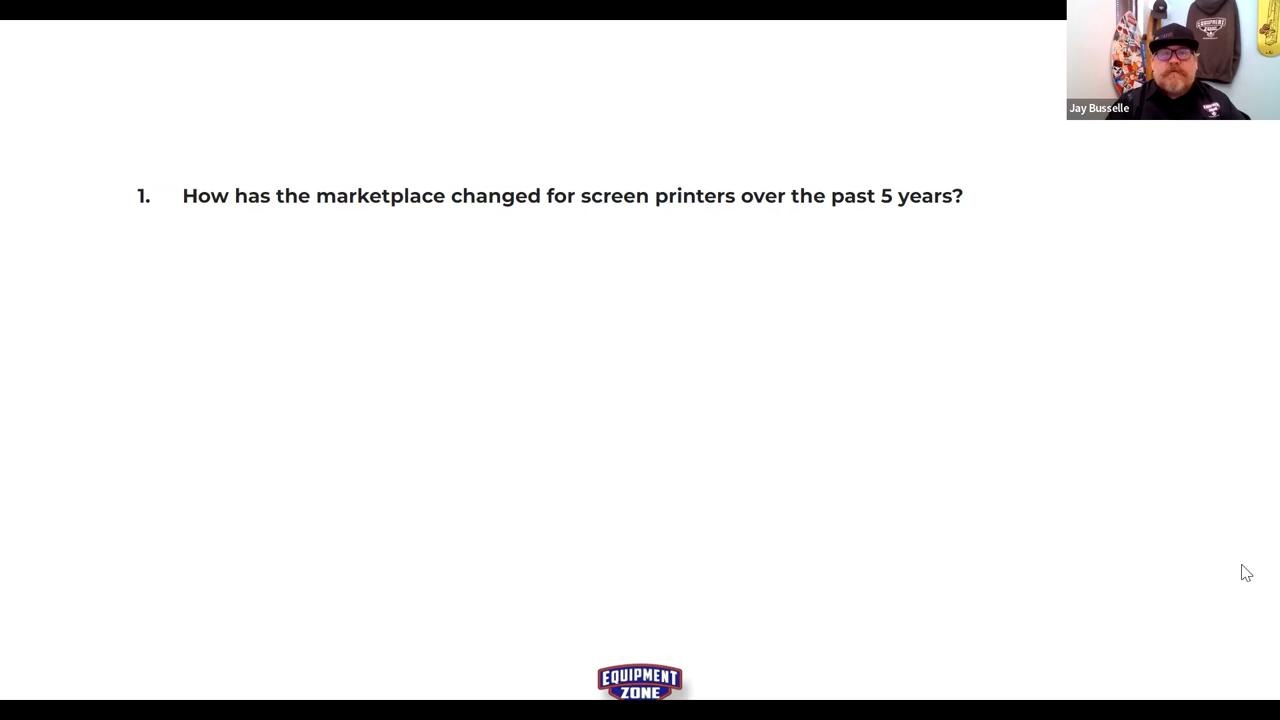 Jay Busselle
1. How has the marketplace changed for screen printers over the past 5 years?
EQUIPMENT
ZONE